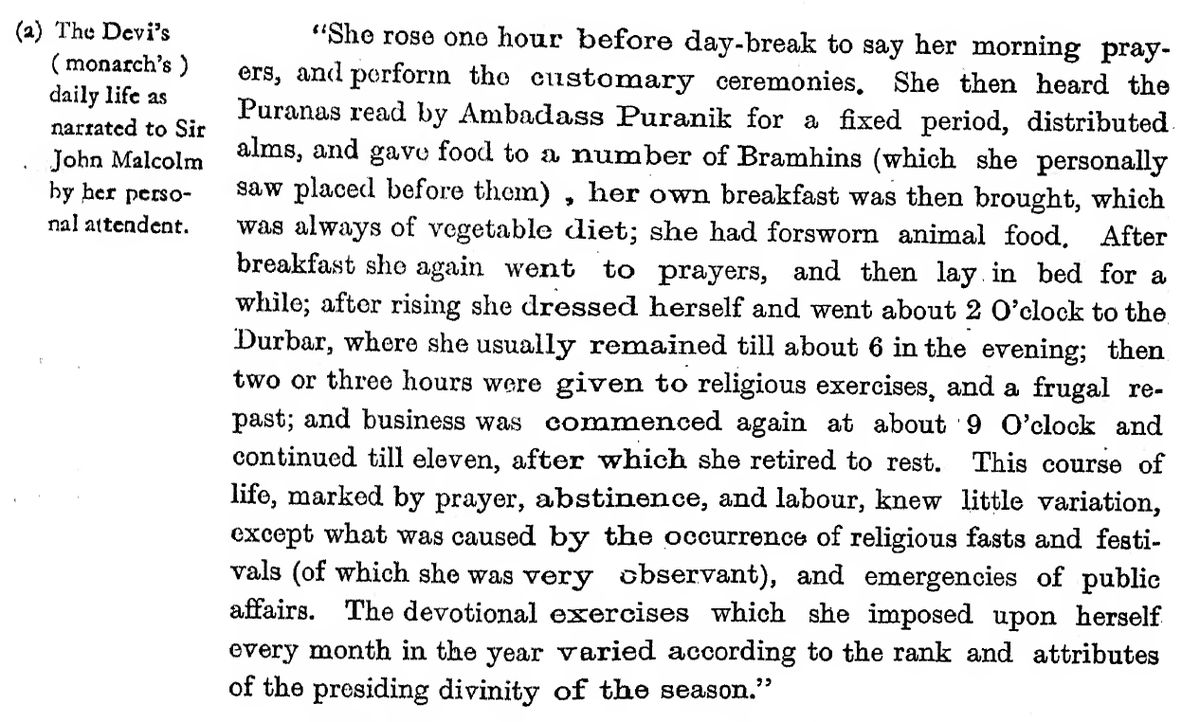 (a) The Devi's
(monarch's)
daily life as
narrated to Sir
John Malcolm
by her perso-
nal attendent.
"She rose one hour before day-break to say her morning pray-
ers, and perform the customary ceremonies. She then heard the
Puranas read by Ambadass Puranik for a fixed period, distributed
alms, and gave food to a number of Bramhins (which she personally
saw placed before them) , her own breakfast was then brought, which
was always of vegetable diet; she had forsworn animal food. After
breakfast she again went to prayers, and then lay in bed for a
while; after rising she dressed herself and went about 2 O'clock to the
Durbar, where she usually remained till about 6 in the evening; then
two or three hours were given to religious exercises, and a frugal re-
past; and business was commenced again at about 9 O'clock and
continued till eleven, after which she retired to rest. This course of
life, marked by prayer, abstinence, and labour, knew little variation,
except what was caused by the occurrence of religious fasts and festi-
vals (of which she was very observant), and emergencies of public
affairs. The devotional exercises which she imposed upon herself
every month in the year varied according to the rank and attributes
of the presiding divinity of the season."